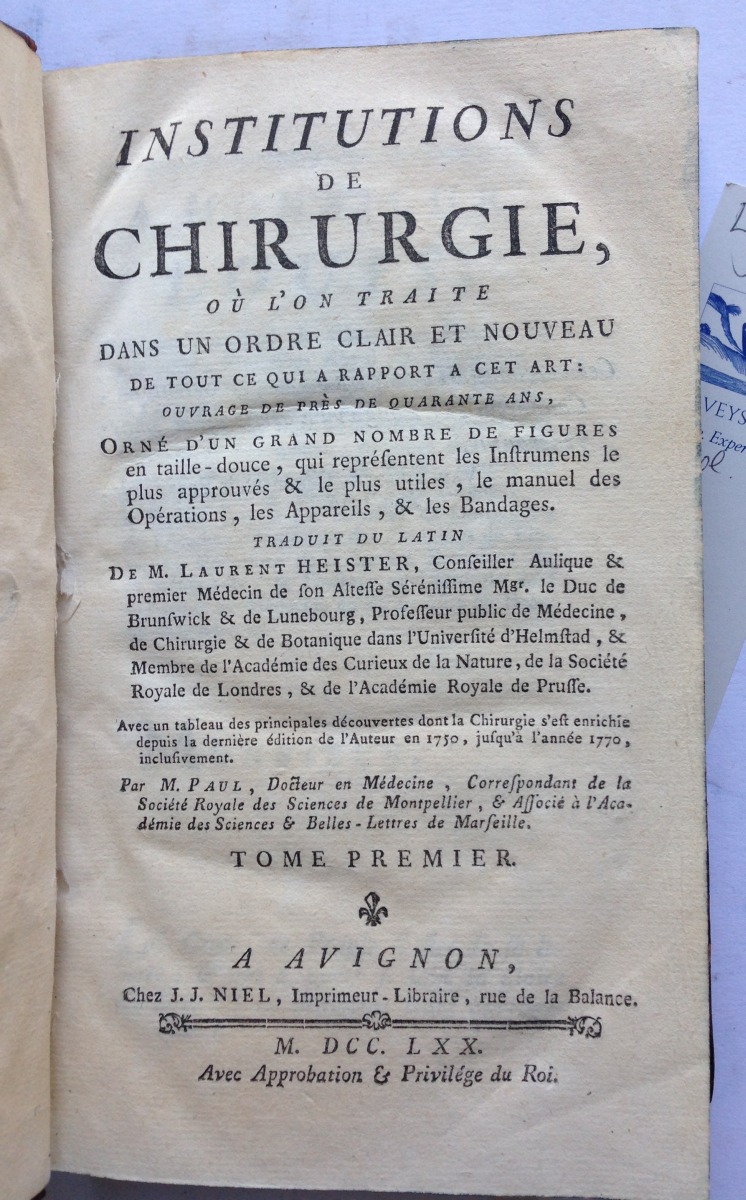 INSTITUTIONS
DE
CHIRURGIE,
OÙ L'ON TRAITE
DANS UN ORDRE CLAIR ET NOUVEAU
DE TOUT CE QUI A RAPPORT A CET ART:
OUVRAGE DE PRÈS DE QUARANTE ANS,
ORNÉ D'UN GRAND NOMBRE DE FIGURES
en taille-douce, qui repréſentent les Inſtrumens le
plus approuvés & le plus utiles, le manuel des
Opérations, les Appareils, & les Bandages.
TRADUIT DU LATIN
DE M. LAURENT HEISTER, Conſeiller Aulique &
premier Médecin de ſon Alteſſe Séréniſſime Mgr. le Duc de
Brunſwick & de Lunebourg, Profeſſeur public de Médecine,
de Chirurgie & de Botanique dans l'Univerſité d'Helmſtad, &
Membre de l'Académie des Curieux de la Nature, de la Société
Royale de Londres, & de l'Académie Royale de Pruſſe.
Avec un tableau des principales découvertes dont la Chirurgie s'eſt enrichie
depuis la dernière édition de l'Auteur en 1750, juſqu'à l'année 1770,
incluſivement.
Par M. PAUL, Docteur en Médecine, Correſpondant de la
Société Royale des Sciences de Montpellier, & Aſſocié à l'Aca-
démie des Sciences & Belles-Lettres de Marſeille.
TOME PREMIER.
A AVIGNON,
Chez J. J. NIEL, Imprimeur-Libraire, rue de la Balance.
M. DCC. LXX.
Avec Approbation & Privilége du Roi.
VEYS
Exper